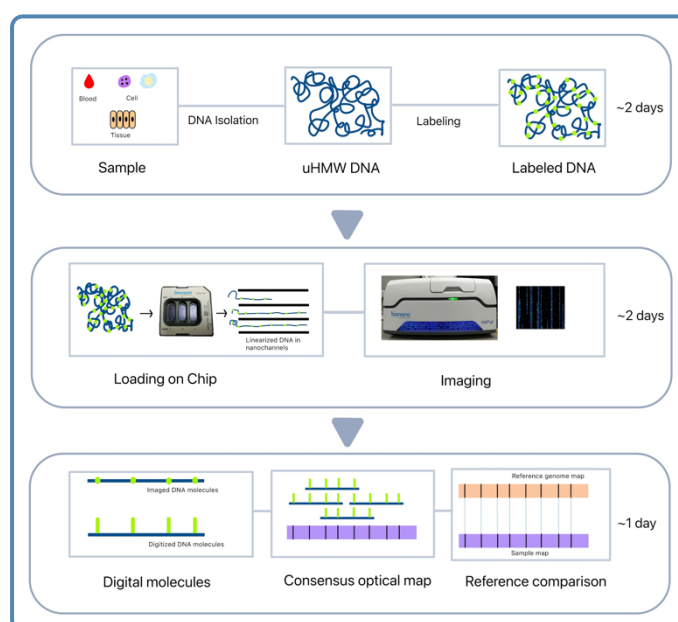 Blood
Cell
Tissue
DNA Isolation
Labeling
~2 days
Sample
uHMW DNA
Labeled DNA
bionano
Linearized DNA in
nanochannels
bionano
~2 days
Loading on Chip
Imaging
Imaged DNA molecules
Digitized DNA molecules
Reference genome map
Sample map
~1 day
Digital molecules
Consensus optical map
Reference comparison